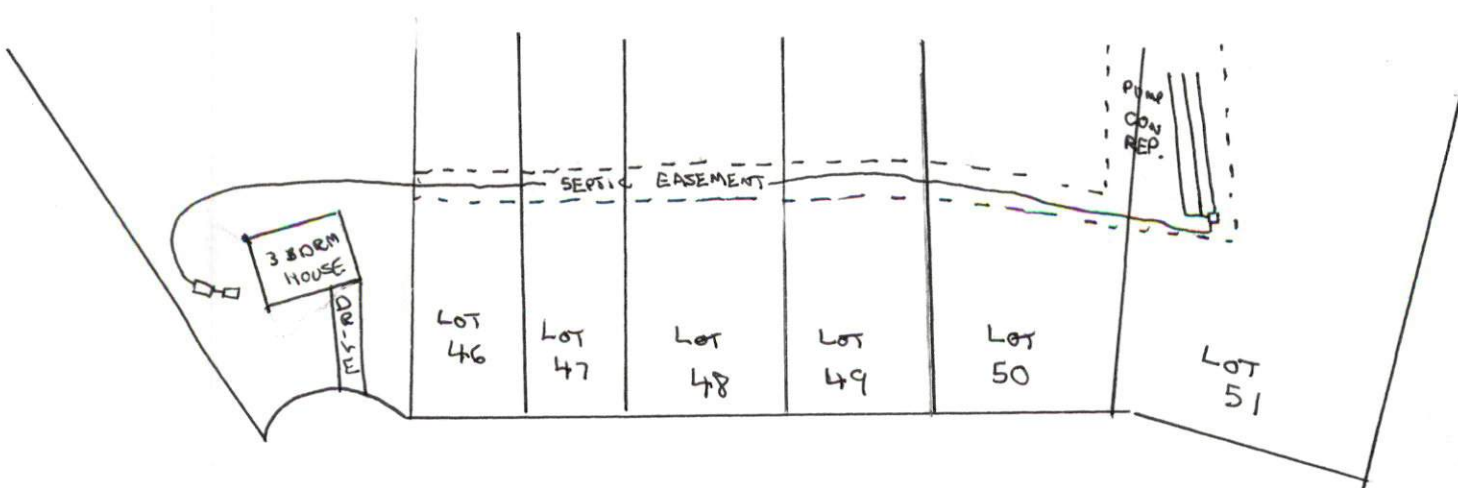 PUMP
CON
REP.
SEPTIC EASEMENT
3 BDRM
HOUSE
DRIVE
LOT
46
LOT
47
LOT
48
LOT
49
LOT
50
LOT
51